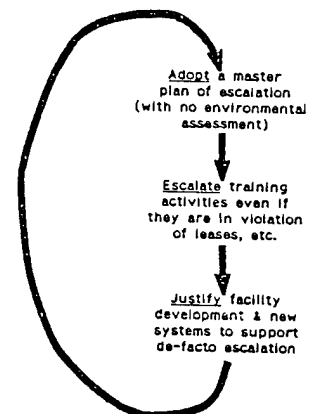 Adopt a master
plan of escalation
(with no environmental
assessment)
Escalate training
activities even if
they are in violation
of leases, etc.
Justify facility
development & new
systems to support
de-facto escalation